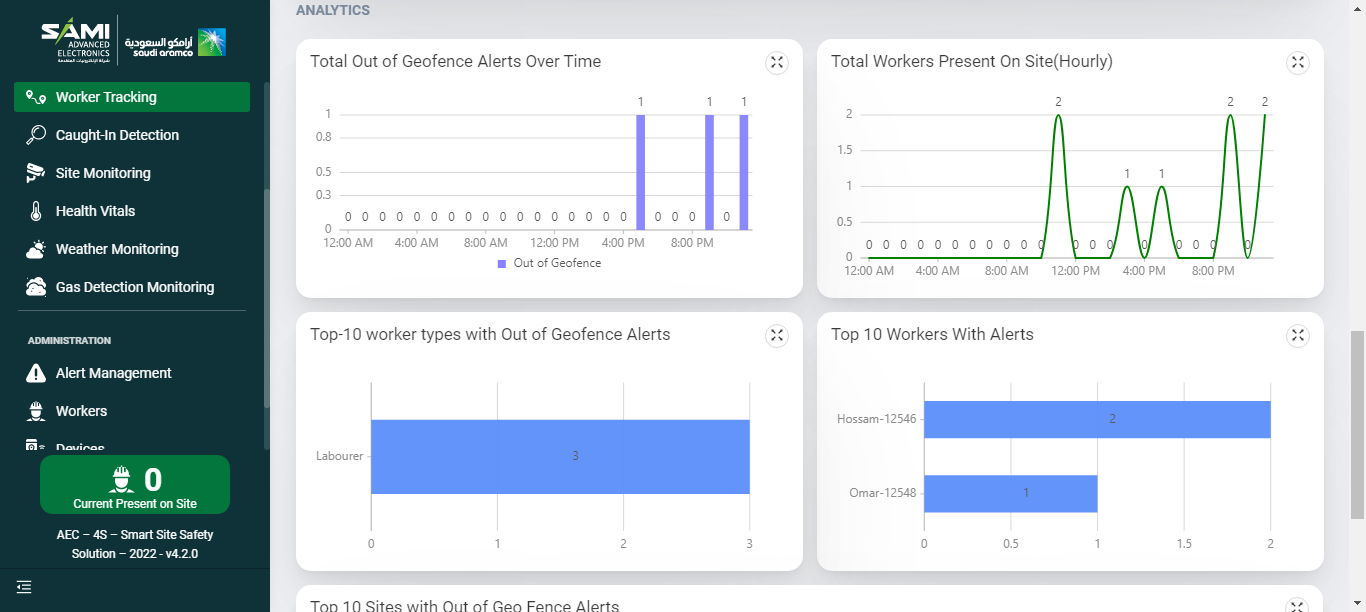 SAMI
ADVANCED
ELECTRONICS
شركة الإلكترونيات المتقدمة
أرامكو السعودية
saudi aramco
Worker Tracking
Caught-In Detection
Site Monitoring
Health Vitals
Weather Monitoring
Gas Detection Monitoring
ADMINISTRATION
Alert Management
Workers
Devices
0
Current Present on Site
AEC – 4S – Smart Site Safety
Solution – 2022 - v4.2.0
ANALYTICS
Total Out of Geofence Alerts Over Time
1 1 1
1
0.8
0.5
0.3
0 0 0 0 0 0 0 0 0 0 0 0 0 0 0 0 0 0 0 0 0
0
12:00 AM 4:00 AM 8:00 AM 12:00 PM 4:00 PM 8:00 PM
Out of Geofence
Total Workers Present On Site(Hourly)
2 2 2
2
1.5
1 1
1
0.5
0 0 0 0 0 0 0 0 0 0 0 0 0 0 0 0 0 0 0
0
12:00 AM 4:00 AM 8:00 AM 12:00 PM 4:00 PM 8:00 PM
Top-10 worker types with Out of Geofence Alerts
Labourer 3
0 1 2 3
Top 10 Workers With Alerts
Hossam-12546 2
Omar-12548 1
0 0.5 1 1.5 2
Top 10 Sites with Out of Geo Fence Alerts